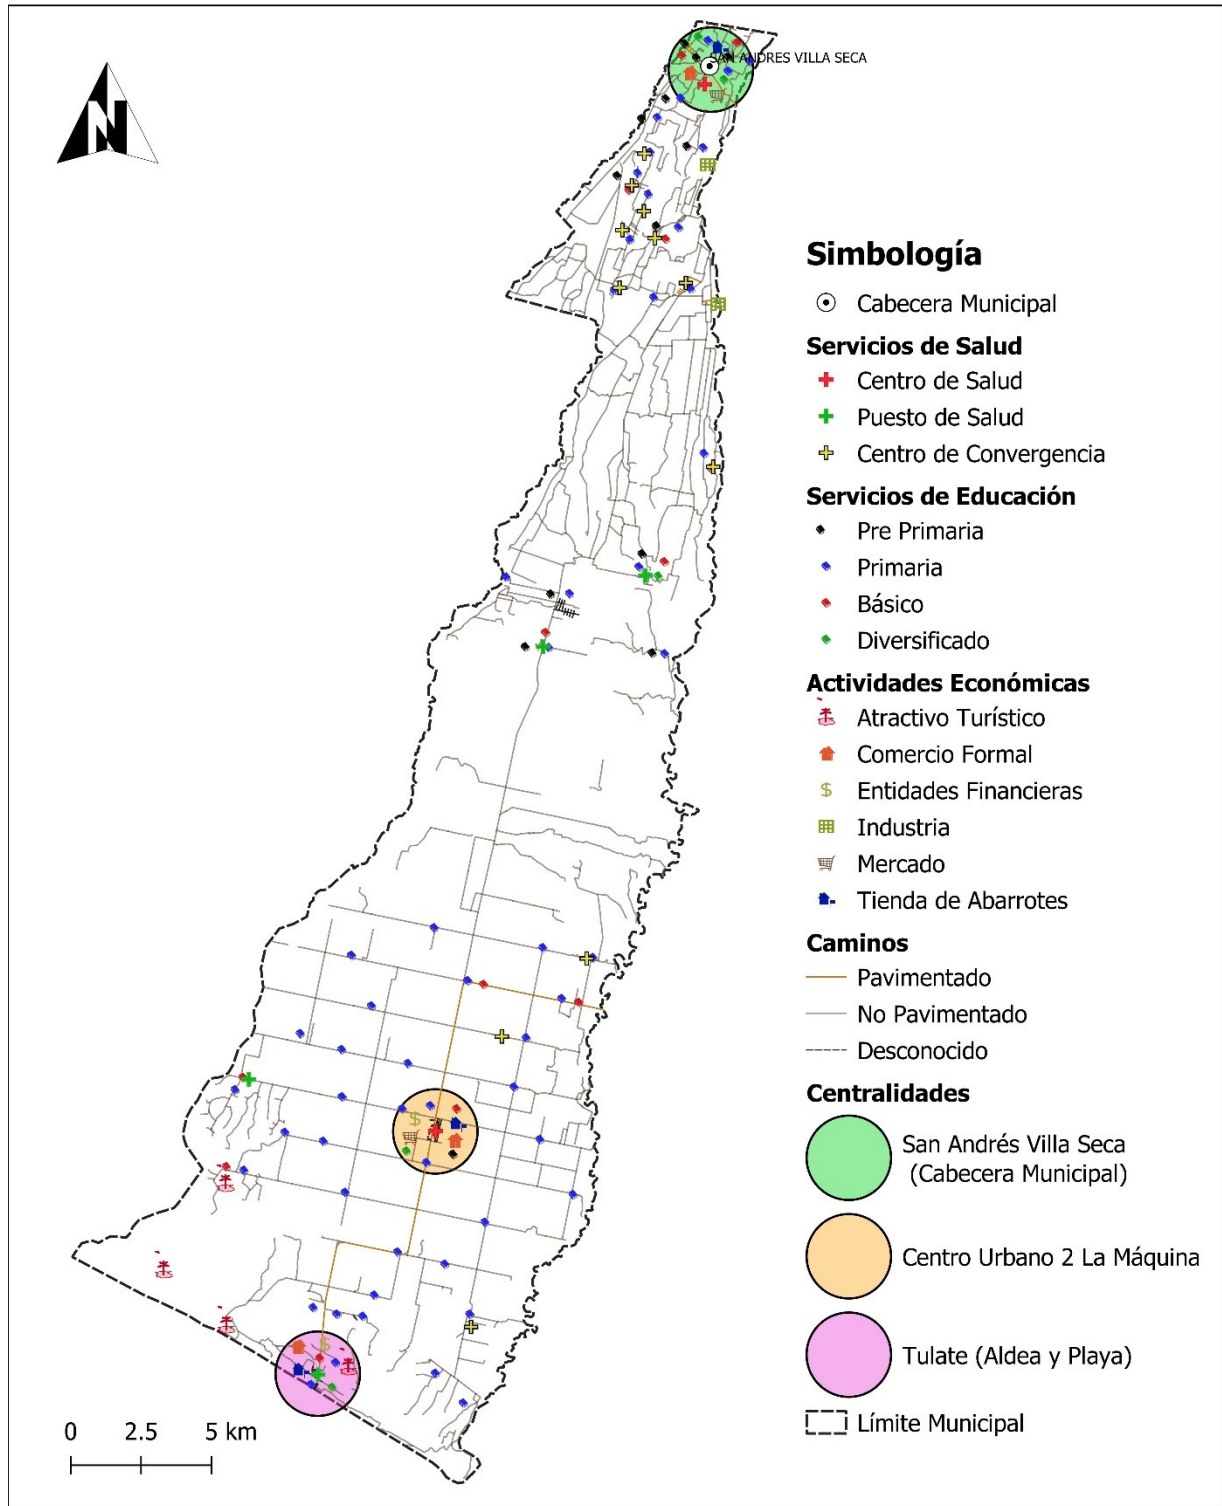 N
SAN ANDRES VILLA SECA
Simbología
Cabecera Municipal
Servicios de Salud
Centro de Salud
Puesto de Salud
Centro de Convergencia
Servicios de Educación
Pre Primaria
Primaria
Básico
Diversificado
Actividades Económicas
Atractivo Turístico
Comercio Formal
$ Entidades Financieras
Industria
Mercado
Tienda de Abarrotes
Caminos
Pavimentado
No Pavimentado
Desconocido
Centralidades
San Andrés Villa Seca
(Cabecera Municipal)
Centro Urbano 2 La Máquina
Tulate (Aldea y Playa)
Límite Municipal
0 2.5 5 km